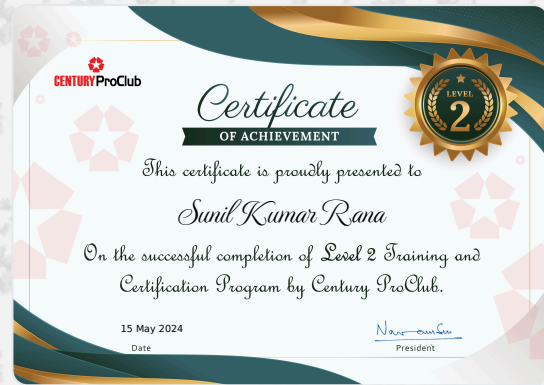 CENTURY ProClub
Certificate
OF ACHIEVEMENT
LEVEL
2
This certificate is proudly presented to
Sunil Kumar Rana
On the successful completion of Level 2 Training and
Certification Program by Century ProClub.
15 May 2024
Date
President